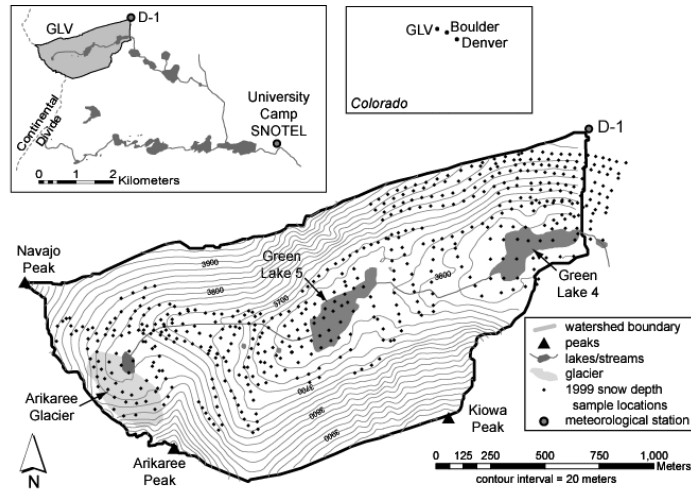 GLV
D-1
Continental
Divide
University
Camp
SNOTEL
0 1 2
Kilometers
GLV
Boulder
Denver
Colorado
D-1
Navajo
Peak
3900
3800
3700
3600
Green
Lake 5
Green
Lake 4
Arikaree
Glacier
3700
3800
3900
Kiowa
Peak
Arikaree
Peak
N
watershed boundary
peaks
lakes/streams
glacier
1999 snow depth
sample locations
meteorological station
0 125 250 500 750 1,000
Meters
contour interval = 20 meters